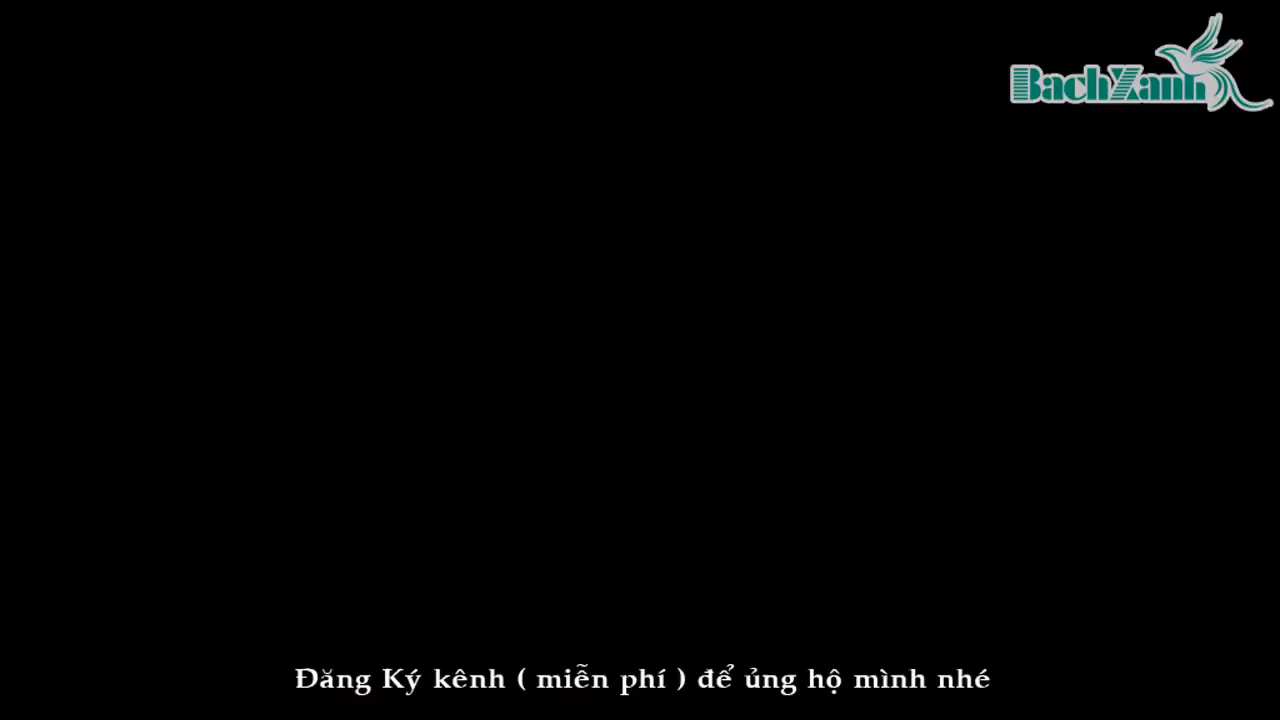 BachXanh
Đăng Ký kênh ( miễn phí ) để ủng hộ mình nhé